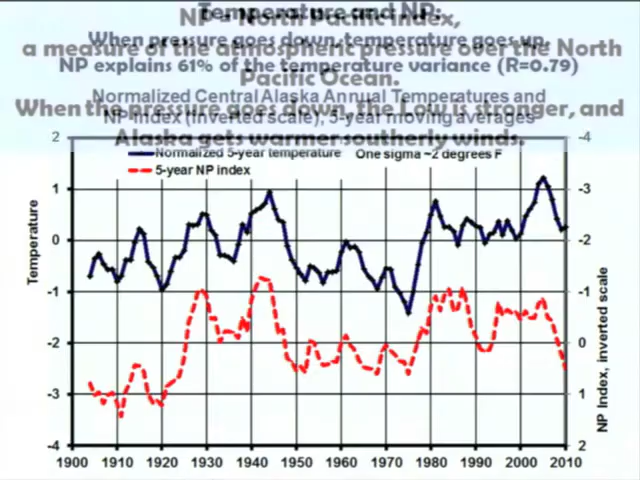 Temperature and NP:
NP - North Pacific Index,
When pressure goes down, temperature goes up.
a measure of the atmospheric pressure over the North
NP explains 61% of the temperature variance (R=0.79)
Pacific Ocean.
Normalized Central Alaska Annual Temperatures and
When the pressure goes down, the Low is stronger, and
NP Index (inverted scale), 5-year moving averages
Alaska gets warmer southerly winds.
Normalized 5-year temperature One sigma ~2 degrees F
5-year NP index
Temperature
2
1
0
-1
-2
-3
-4
-4
-3
-2
-1
0
1
2
NP Index, inverted scale
1900 1910 1920 1930 1940 1950 1960 1970 1980 1990 2000 2010